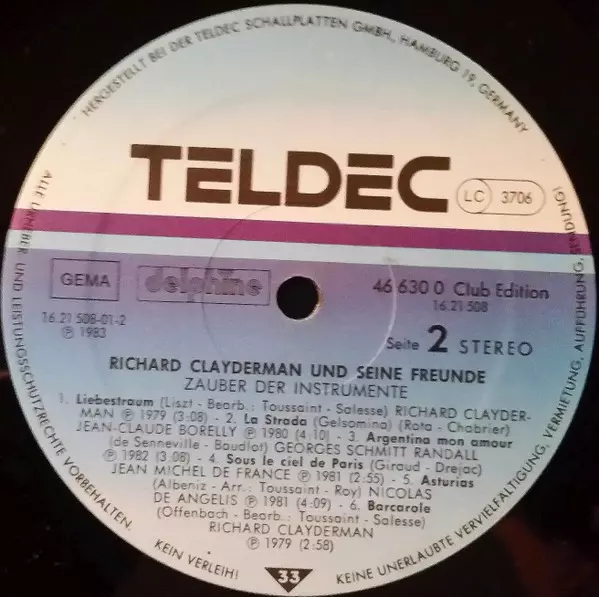 HERGESTELLT BEI DER TELDEC SCHALLPLATTEN GMBH., HAMBURG 19, GERMANY
TELDEC
LC 3706
GEMA
delphine
46 630 0 Club Edition
16.21 508
16.21 508-01-2
Ⓟ 1983
Seite 2 STEREO
RICHARD CLAYDERMAN UND SEINE FREUNDE
ZAUBER DER INSTRUMENTE
1. Liebestraum (Liszt - Bearb.: Toussaint - Salesse) RICHARD CLAYDER-
MAN Ⓟ 1979 (3:08) - 2. La Strada (Gelsomina) (Rota - Chabrier)
JEAN-CLAUDE BORELLY Ⓟ 1980 (4:10) - 3. Argentina mon amour
(de Senneville - Baudlot) GEORGES SCHMITT RANDALL
Ⓟ 1982 (3:08) - 4. Sous le ciel de Paris (Giraud - Drejac)
JEAN MICHEL DE FRANCE Ⓟ 1981 (2:55) - 5. Asturias
(Albeniz - Arr.: Toussaint - Roy) NICOLAS
DE ANGELIS Ⓟ 1981 (4:09) - 6. Barcarole
(Offenbach - Bearb.: Toussaint - Salesse)
RICHARD CLAYDERMAN
Ⓟ 1979 (2:58)
33
ALLE URHEBER- UND LEISTUNGSSCHUTZRECHTE VORBEHALTEN.
KEIN VERLEIH!
KEINE UNERLAUBTE VERVIELFÄLTIGUNG, VERMIETUNG, AUFFÜHRUNG, SENDUNG!